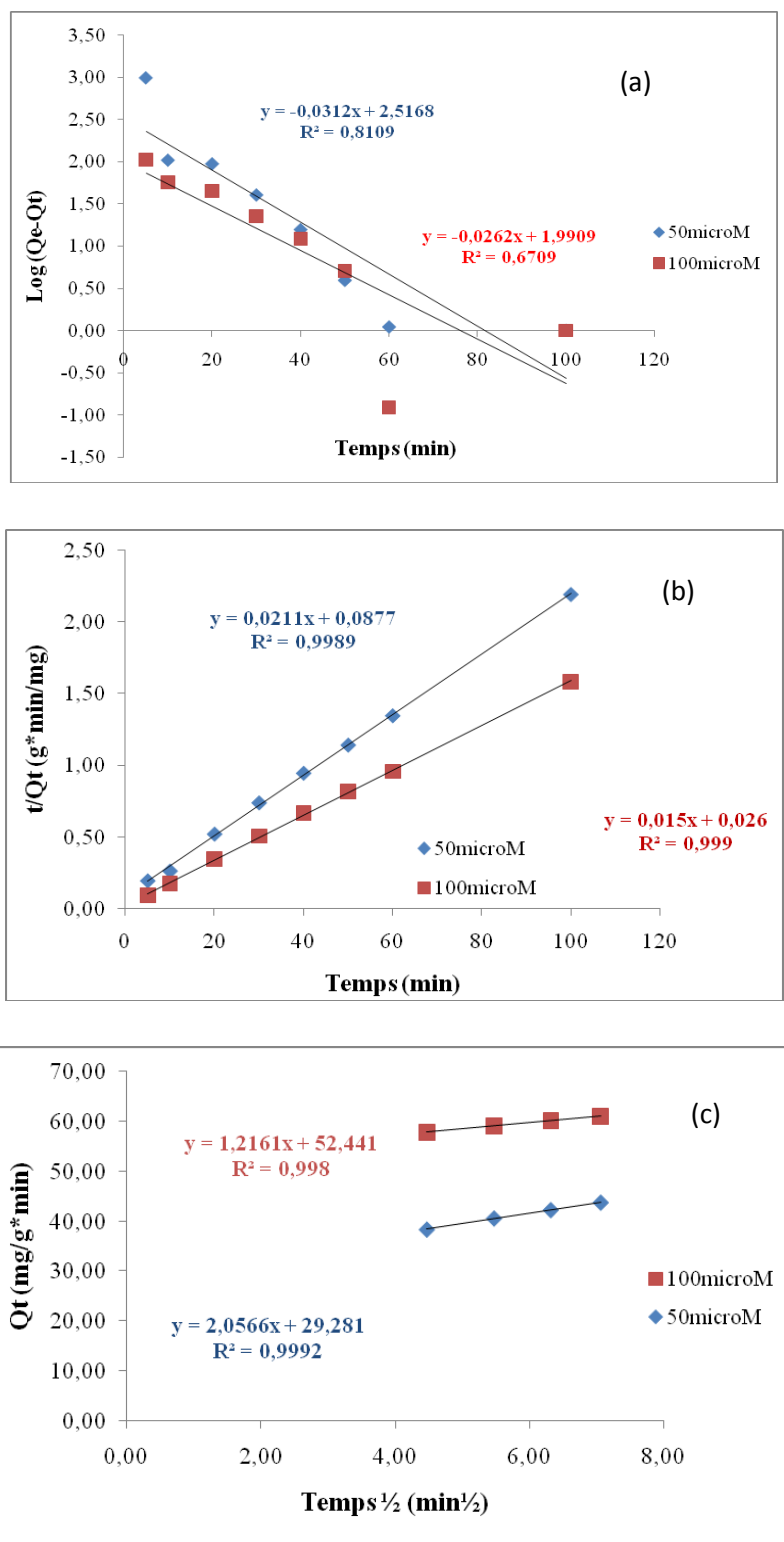 3,50
3,00
2,50
2,00
1,50
1,00
0,50
0,00
-0,50
-1,00
-1,50
Log (Qe-Qt)
(a)
y = -0,0312x + 2,5168
R² = 0,8109
y = -0,0262x + 1,9909
R² = 0,6709
50microM
100microM
0 20 40 60 80 100 120
Temps (min)
2,50
2,00
1,50
1,00
0,50
0,00
t/Qt (g*min/mg)
(b)
y = 0,0211x + 0,0877
R² = 0,9989
y = 0,015x + 0,026
R² = 0,999
50microM
100microM
0 20 40 60 80 100 120
Temps (min)
70,00
60,00
50,00
40,00
30,00
20,00
10,00
0,00
Qt (mg/g*min)
(c)
y = 1,2161x + 52,441
R² = 0,998
100microM
50microM
y = 2,0566x + 29,281
R² = 0,9992
0,00 2,00 4,00 6,00 8,00
Temps ½ (min½)